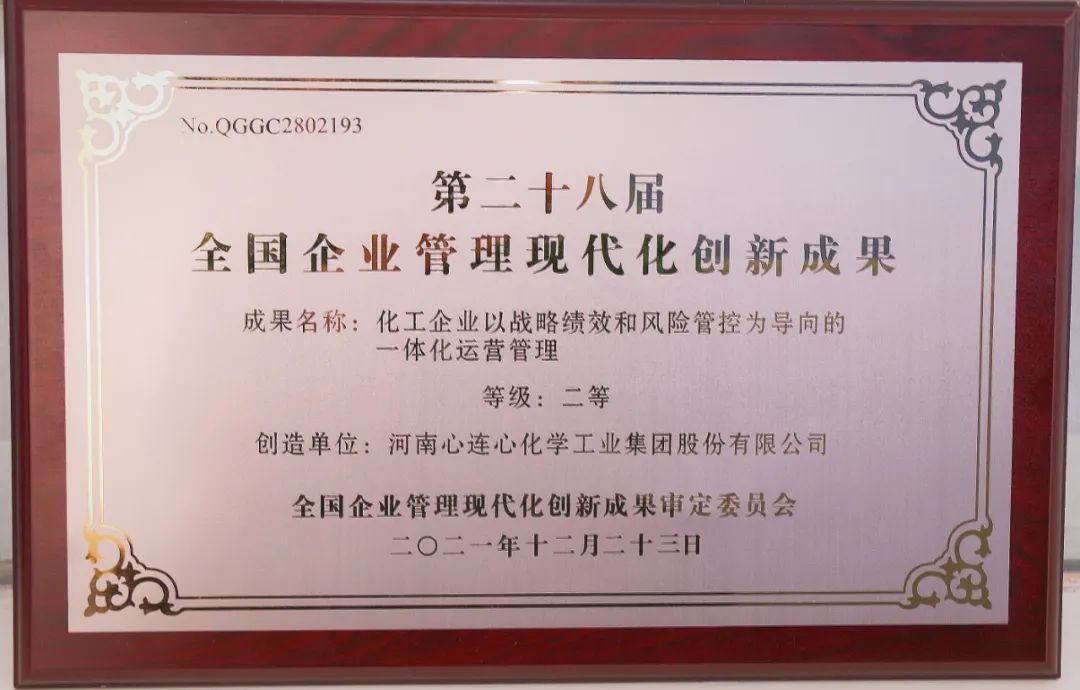 No.QGGC2802193
第二十八届
全国企业管理现代化创新成果
成果名称：化工企业以战略绩效和风险管控为导向的
一体化运营管理
等级：二等
创造单位：河南心连心化学工业集团股份有限公司
全国企业管理现代化创新成果审定委员会
二〇二一年十二月二十三日